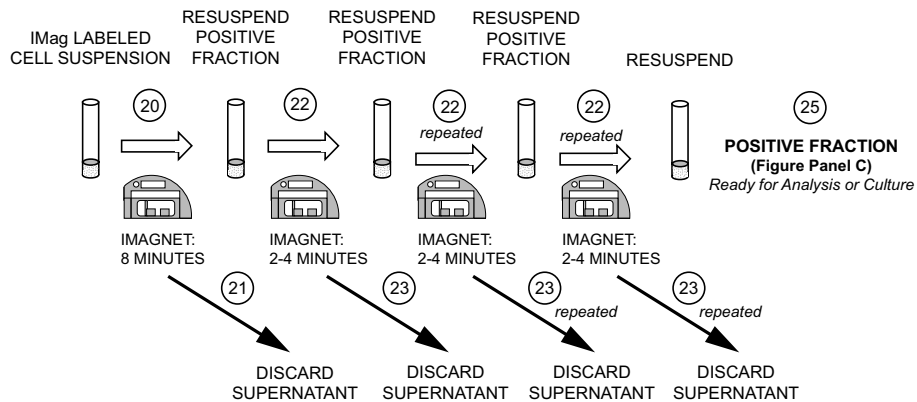 IMag LABELED
CELL SUSPENSION
RESUSPEND
POSITIVE
FRACTION
RESUSPEND
POSITIVE
FRACTION
RESUSPEND
POSITIVE
FRACTION
RESUSPEND
20
22
22
repeated
22
repeated
25
POSITIVE FRACTION
(Figure Panel C)
Ready for Analysis or Culture
IMAGNET:
8 MINUTES
IMAGNET:
2-4 MINUTES
IMAGNET:
2-4 MINUTES
IMAGNET:
2-4 MINUTES
21
23
23
repeated
23
repeated
DISCARD
SUPERNATANT
DISCARD
SUPERNATANT
DISCARD
SUPERNATANT
DISCARD
SUPERNATANT